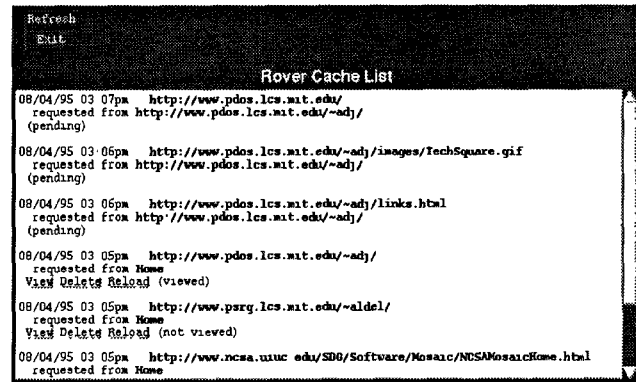 Refresh
Exit
Rover Cache List
08/04/95 03 07pm http://www.pdos.lcs.mit.edu/
requested from http://www.pdos.lcs.mit.edu/~adj/
(pending)
08/04/95 03:06pm http://www.pdos.lcs.mit.edu/~adj/images/TechSquare.gif
requested from http://www.pdos.lcs.mit.edu/~adj/
(pending)
08/04/95 03 06pm http://www.pdos.lcs.mit.edu/~adj/links.html
requested from http://www.pdos.lcs.mit.edu/~adj/
(pending)
08/04/95 03 05pm http://www.pdos.lcs.mit.edu/~adj/
requested from Home
View Delete Reload (viewed)
08/04/95 03 05pm http://www.psrg.lcs.mit.edu/~aldel/
requested from Home
View Delete Reload (not viewed)
08/04/95 03 05pm http://www.ncsa.uiuc edu/SDG/Software/Mosaic/NCSAMosaicHome.html
requested from Home